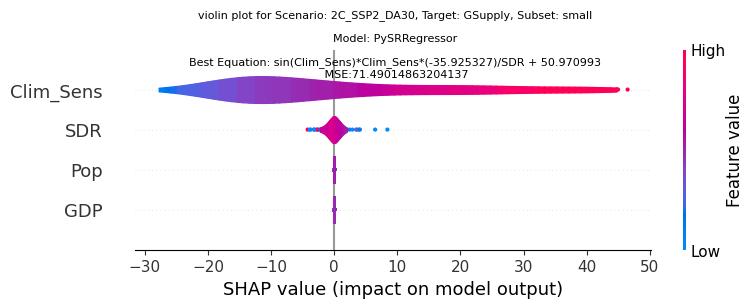 violin plot for Scenario: 2C_SSP2_DA30, Target: GSupply, Subset: small
Model: PySRRegressor
Best Equation: sin(Clim_Sens)*Clim_Sens*(-35.925327)/SDR + 50.970993
MSE:71.49014863204137
High
Clim_Sens
SDR
Pop
GDP
Feature value
Low
−30 −20 −10 0 10 20 30 40 50
SHAP value (impact on model output)